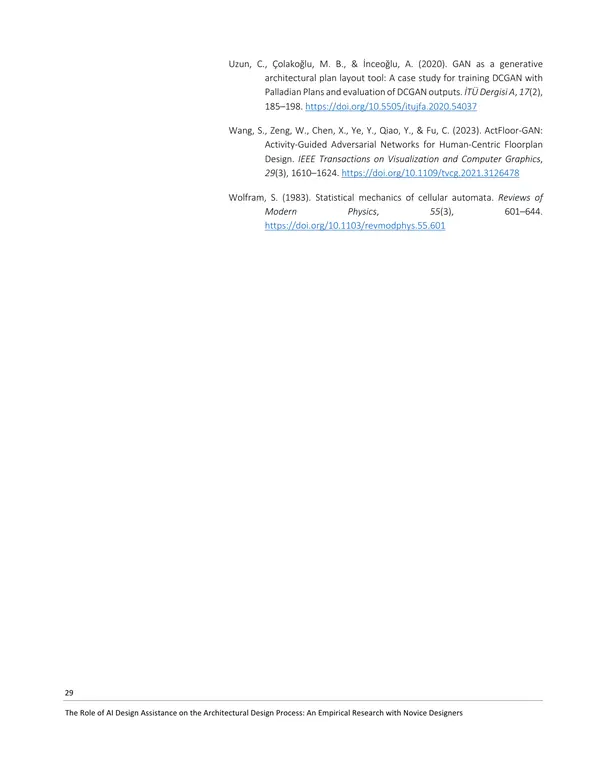 Uzun, C., Çolakoğlu, M. B., & İnceoğlu, A. (2020). GAN as a generative
architectural plan layout tool: A case study for training DCGAN with
Palladian Plans and evaluation of DCGAN outputs. İTÜ Dergisi A, 17(2),
185–198. https://doi.org/10.5505/itujfa.2020.54037
Wang, S., Zeng, W., Chen, X., Ye, Y., Qiao, Y., & Fu, C. (2023). ActFloor-GAN:
Activity-Guided Adversarial Networks for Human-Centric Floorplan
Design. IEEE Transactions on Visualization and Computer Graphics,
29(3), 1610–1624. https://doi.org/10.1109/tvcg.2021.3126478
Wolfram, S. (1983). Statistical mechanics of cellular automata. Reviews of
Modern Physics, 55(3), 601–644.
https://doi.org/10.1103/revmodphys.55.601
29
The Role of AI Design Assistance on the Architectural Design Process: An Empirical Research with Novice Designers